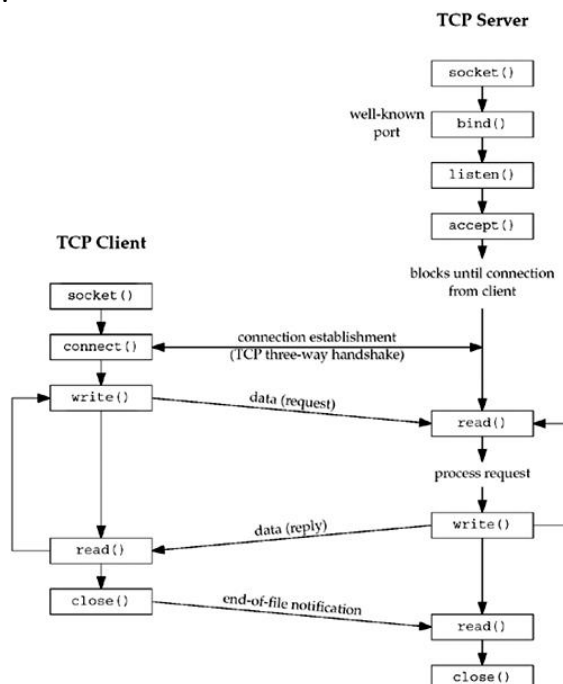 TCP Server
socket()
well-known
port
bind()
listen()
accept()
TCP Client
blocks until connection
from client
socket()
connection establishment
(TCP three-way handshake)
connect()
write()
data (request)
read()
process request
data (reply)
write()
read()
close()
end-of-file notification
read()
close()